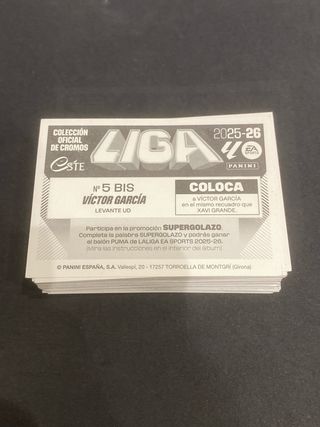 COLECCIÓN
OFICIAL
DE CROMOS
este
LIGA
2025-26
EA
SPORTS
PANINI
Nº 5 BIS
VÍCTOR GARCÍA
LEVANTE UD
COLOCA
a VÍCTOR GARCÍA
en el mismo recuadro que
XAVI GRANDE.
Participa en la promoción SUPERGOLAZO.
Completa la palabra SUPERGOLAZO y podrás ganar
el balón PUMA de LALIGA EA SPORTS 2025-26.
(Mira las instrucciones en el interior del álbum)
© PANINI ESPAÑA, S.A. Vallespí, 20 - 17257 TORROELLA DE MONTGRÍ (Girona)